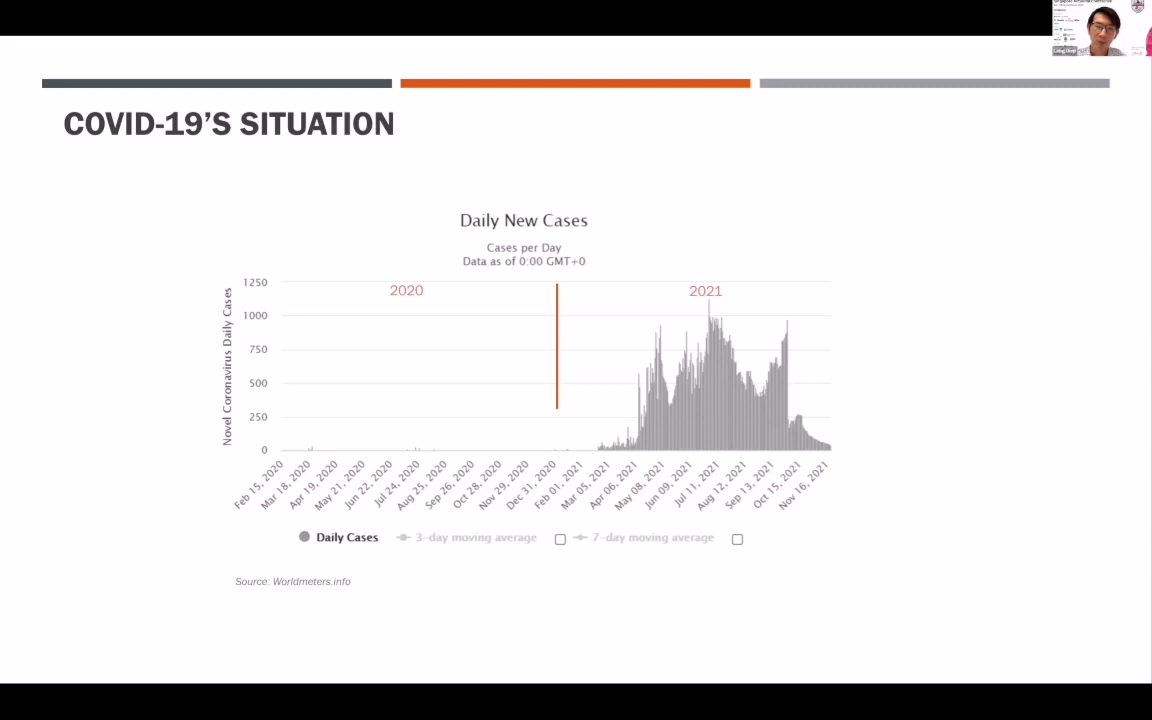 COVID-19'S SITUATION
Daily New Cases
Cases per Day
Data as of 0:00 GMT+0
Novel Coronavirus Daily Cases
1250
1000
750
500
250
0
2020
2021
Feb 15, 2020
Mar 18, 2020
Apr 19, 2020
May 21, 2020
Jun 22, 2020
Jul 24, 2020
Aug 25, 2020
Sep 26, 2020
Oct 28, 2020
Nov 29, 2020
Dec 31, 2020
Feb 01, 2021
Mar 05, 2021
Apr 06, 2021
May 08, 2021
Jun 09, 2021
Jul 11, 2021
Aug 12, 2021
Sep 13, 2021
Oct 15, 2021
Nov 16, 2021
Daily Cases
3-day moving average
7-day moving average
Source: Worldmeters.info